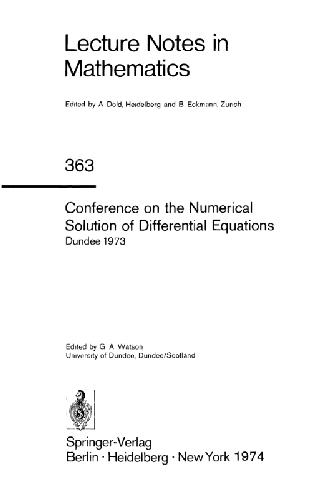 Lecture Notes in
Mathematics
Edited by A. Dold, Heidelberg and B. Eckmann, Zürich
363
Conference on the Numerical
Solution of Differential Equations
Dundee 1973
Edited by G. A. Watson
University of Dundee, Dundee/Scotland
Springer-Verlag
Berlin · Heidelberg · New York 1974